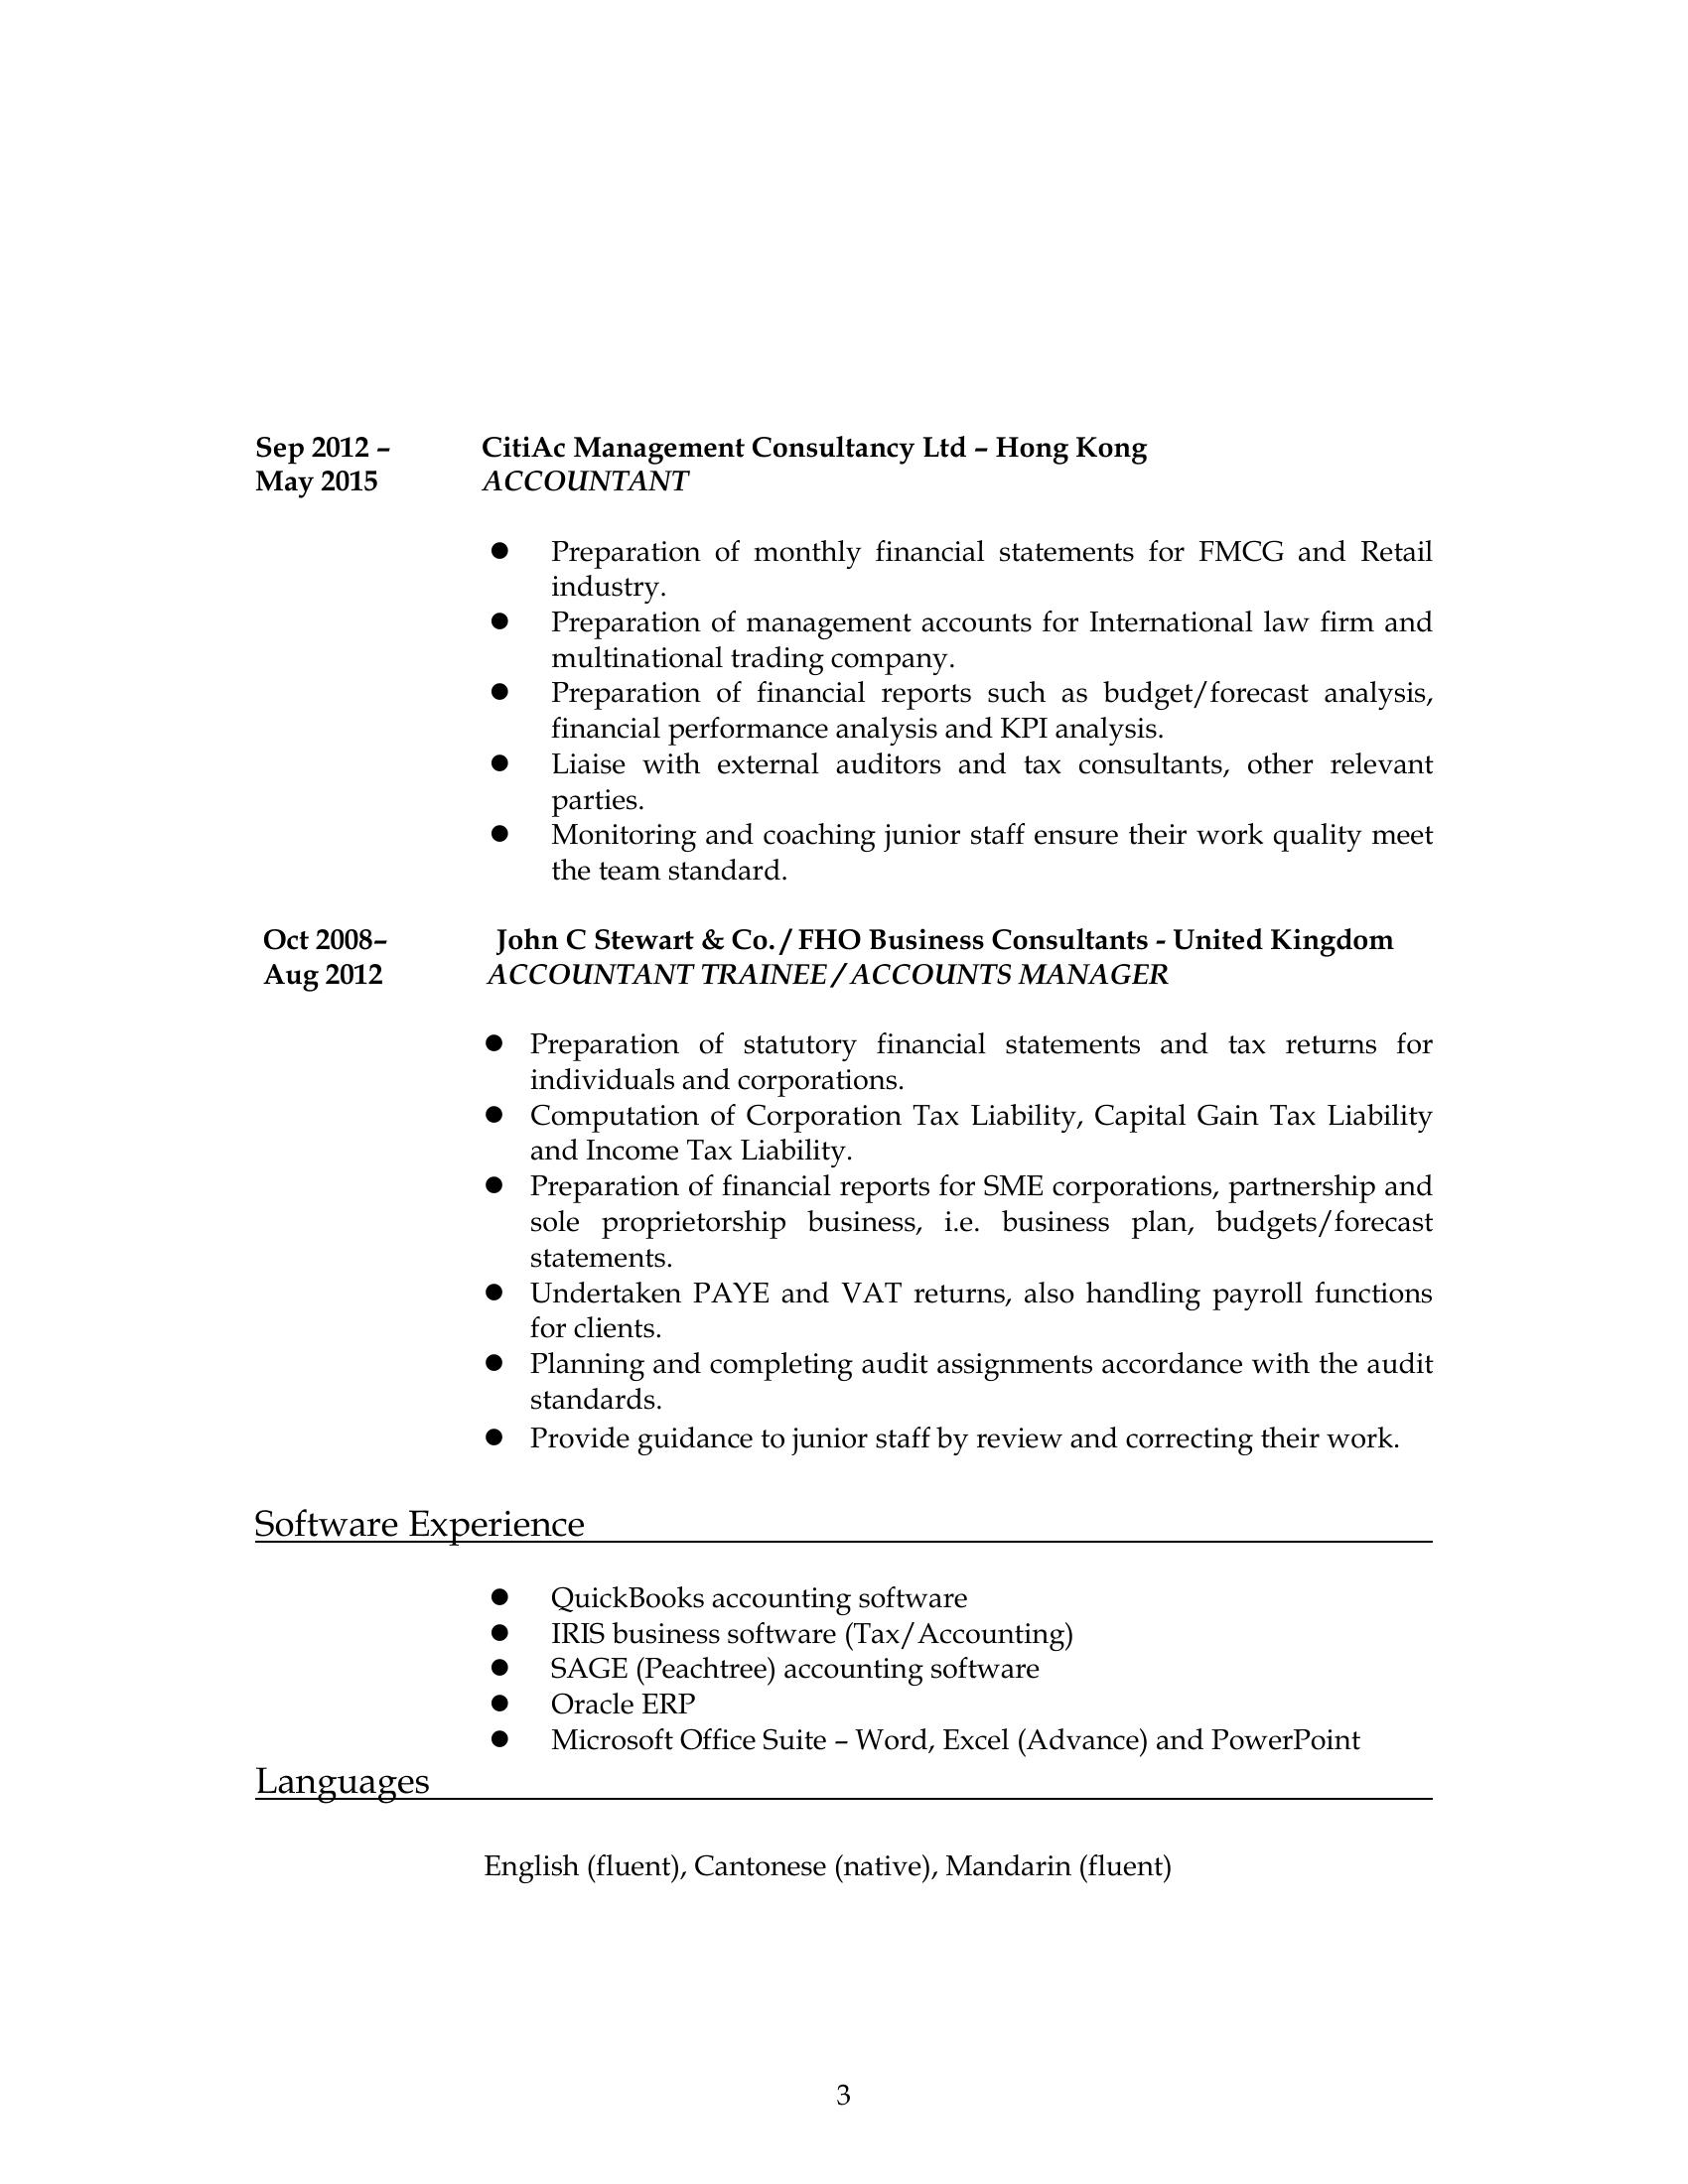 Sep 2012 – CitiAc Management Consultancy Ltd – Hong Kong
May 2015 ACCOUNTANT
● Preparation of monthly financial statements for FMCG and Retail
industry.
● Preparation of management accounts for International law firm and
multinational trading company.
● Preparation of financial reports such as budget/forecast analysis,
financial performance analysis and KPI analysis.
● Liaise with external auditors and tax consultants, other relevant
parties.
● Monitoring and coaching junior staff ensure their work quality meet
the team standard.
Oct 2008– John C Stewart & Co. / FHO Business Consultants - United Kingdom
Aug 2012 ACCOUNTANT TRAINEE / ACCOUNTS MANAGER
● Preparation of statutory financial statements and tax returns for
individuals and corporations.
● Computation of Corporation Tax Liability, Capital Gain Tax Liability
and Income Tax Liability.
● Preparation of financial reports for SME corporations, partnership and
sole proprietorship business, i.e. business plan, budgets/forecast
statements.
● Undertaken PAYE and VAT returns, also handling payroll functions
for clients.
● Planning and completing audit assignments accordance with the audit
standards.
● Provide guidance to junior staff by review and correcting their work.
Software Experience
● QuickBooks accounting software
● IRIS business software (Tax/Accounting)
● SAGE (Peachtree) accounting software
● Oracle ERP
● Microsoft Office Suite – Word, Excel (Advance) and PowerPoint
Languages
English (fluent), Cantonese (native), Mandarin (fluent)
3